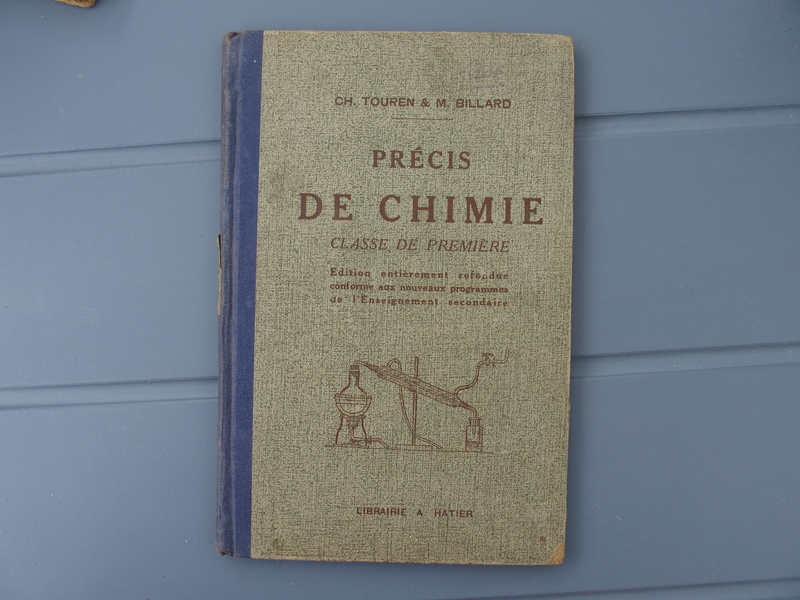 CH. TOUREN & M. BILLARD
PRÉCIS
DE CHIMIE
CLASSE DE PREMIÈRE
Edition entièrement refondue
conforme aux nouveaux programmes
de l'Enseignement secondaire
LIBRAIRIE A. HATIER